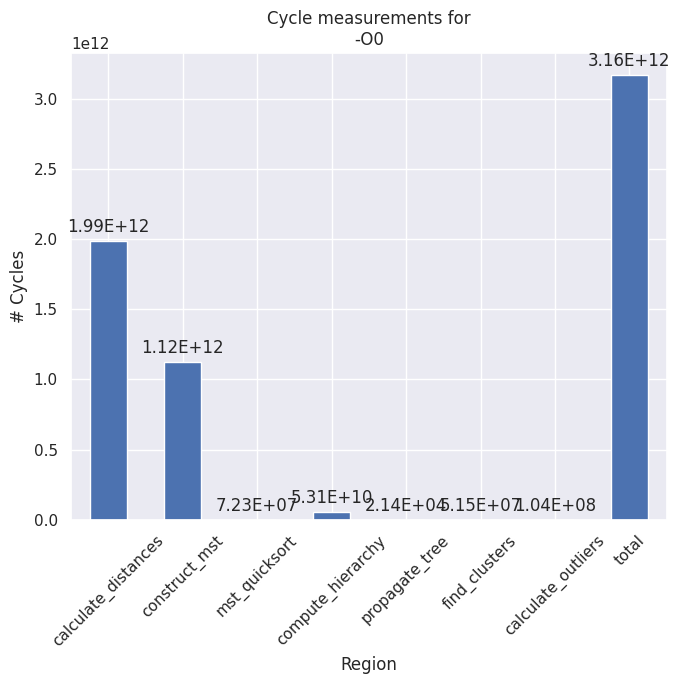 Cycle measurements for
-O0
1e12
3.16E+12
3.0
2.5
1.99E+12
2.0
# Cycles
1.5
1.12E+12
1.0
0.5
7.23E+07
5.31E+10
2.14E+04
5.15E+07
1.04E+08
0.0
calculate_distances
construct_mst
mst_quicksort
compute_hierarchy
propagate_tree
find_clusters
calculate_outliers
total
Region